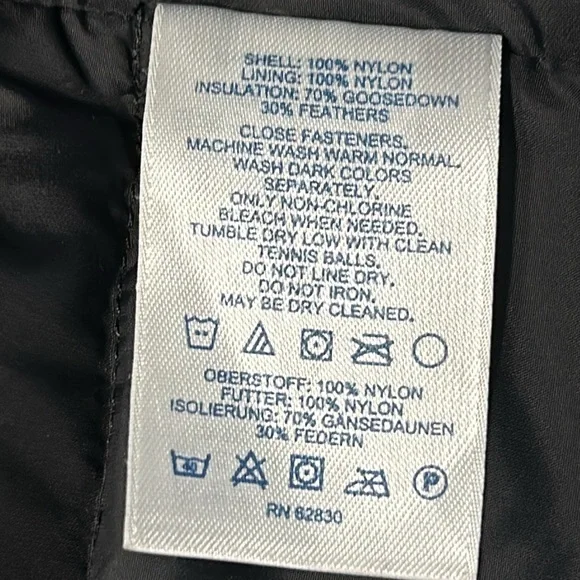 SHELL: 100% NYLON
LINING: 100% NYLON
INSULATION: 70% GOOSEDOWN
30% FEATHERS
CLOSE FASTENERS.
MACHINE WASH WARM NORMAL.
WASH DARK COLORS
SEPARATELY.
ONLY NON-CHLORINE
BLEACH WHEN NEEDED.
TUMBLE DRY LOW WITH CLEAN
TENNIS BALLS.
DO NOT LINE DRY.
DO NOT IRON.
MAY BE DRY CLEANED.
OBERSTOFF: 100% NYLON
FUTTER: 100% NYLON
ISOLIERUNG: 70% GÄNSEDAUNEN
30% FEDERN
40 P
RN 62830